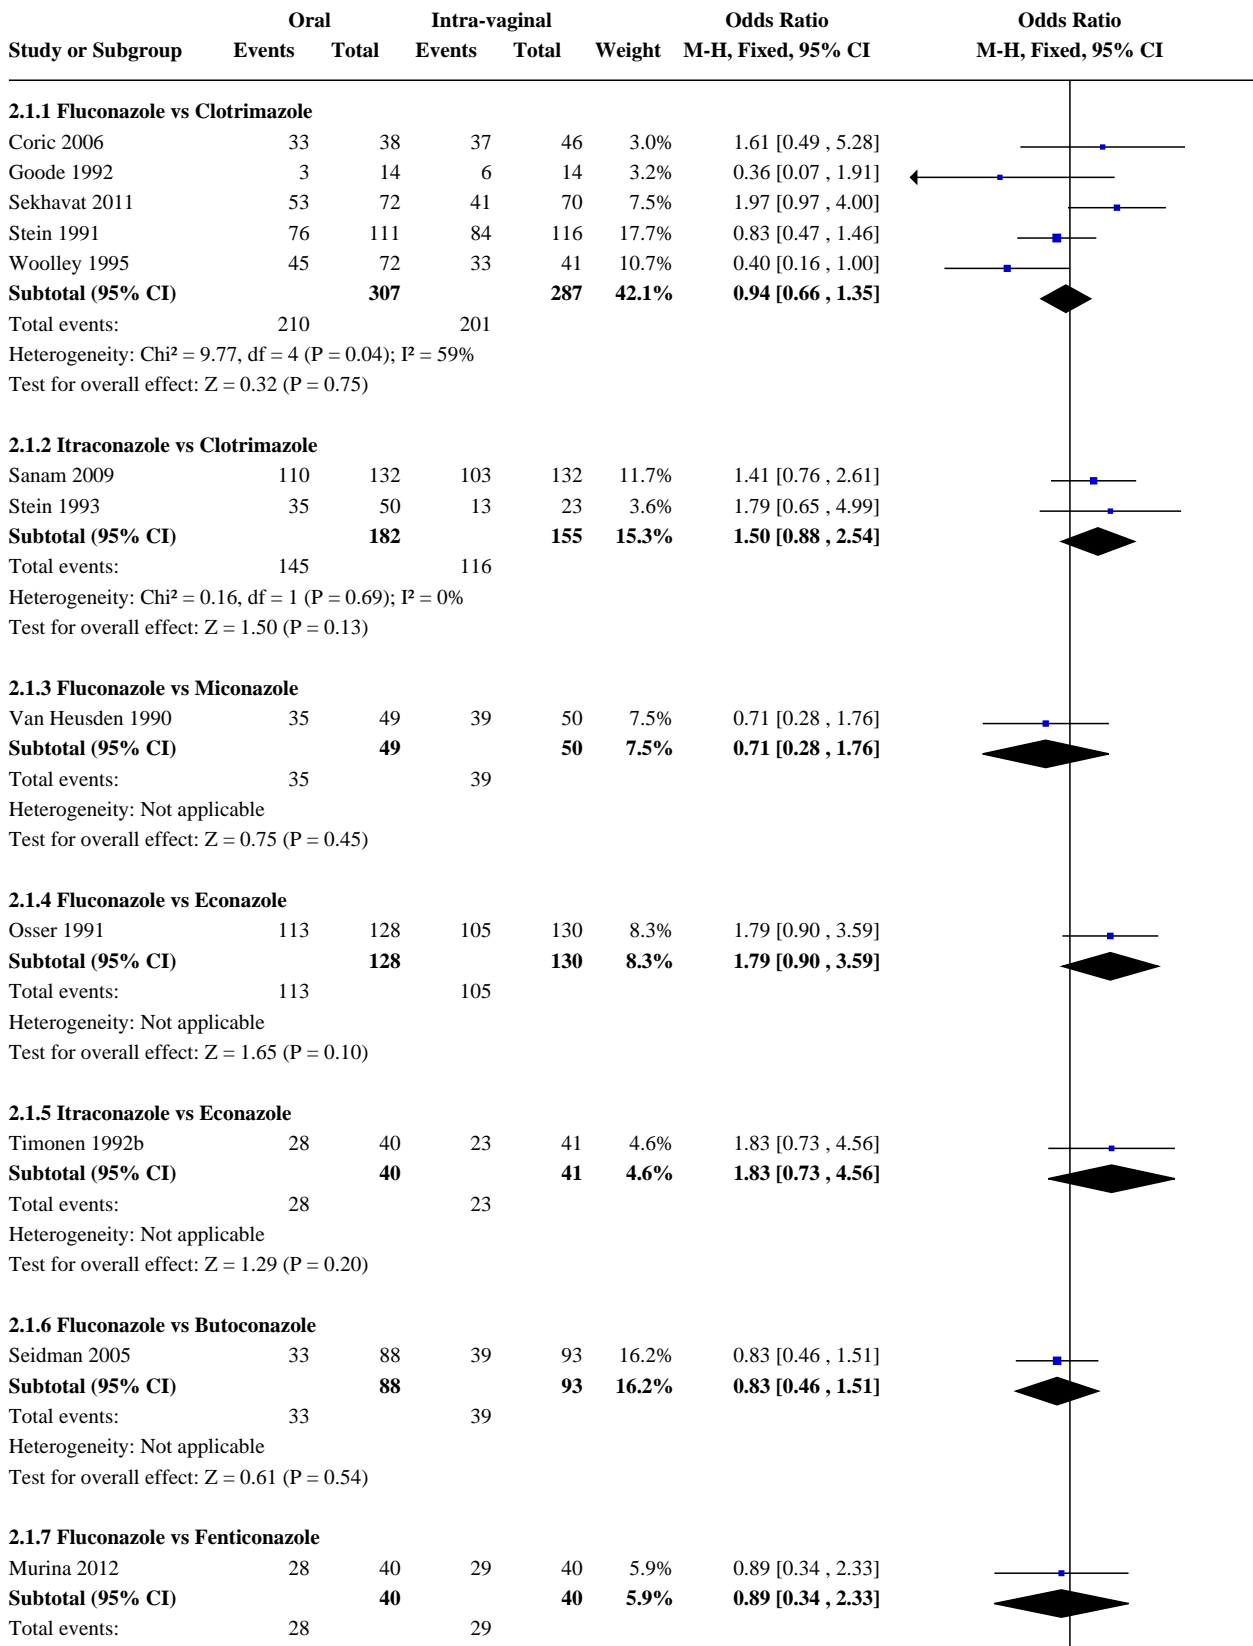 Oral Intra-vaginal Odds Ratio Odds Ratio
Study or Subgroup Events Total Events Total Weight M-H, Fixed, 95% CI M-H, Fixed, 95% CI
2.1.1 Fluconazole vs Clotrimazole
Coric 2006 33 38 37 46 3.0% 1.61 [0.49 , 5.28]
Goode 1992 3 14 6 14 3.2% 0.36 [0.07 , 1.91]
Sekhavat 2011 53 72 41 70 7.5% 1.97 [0.97 , 4.00]
Stein 1991 76 111 84 116 17.7% 0.83 [0.47 , 1.46]
Woolley 1995 45 72 33 41 10.7% 0.40 [0.16 , 1.00]
Subtotal (95% CI) 307 287 42.1% 0.94 [0.66 , 1.35]
Total events: 210 201
Heterogeneity: Chi² = 9.77, df = 4 (P = 0.04); I² = 59%
Test for overall effect: Z = 0.32 (P = 0.75)
2.1.2 Itraconazole vs Clotrimazole
Sanam 2009 110 132 103 132 11.7% 1.41 [0.76 , 2.61]
Stein 1993 35 50 13 23 3.6% 1.79 [0.65 , 4.99]
Subtotal (95% CI) 182 155 15.3% 1.50 [0.88 , 2.54]
Total events: 145 116
Heterogeneity: Chi² = 0.16, df = 1 (P = 0.69); I² = 0%
Test for overall effect: Z = 1.50 (P = 0.13)
2.1.3 Fluconazole vs Miconazole
Van Heusden 1990 35 49 39 50 7.5% 0.71 [0.28 , 1.76]
Subtotal (95% CI) 49 50 7.5% 0.71 [0.28 , 1.76]
Total events: 35 39
Heterogeneity: Not applicable
Test for overall effect: Z = 0.75 (P = 0.45)
2.1.4 Fluconazole vs Econazole
Osser 1991 113 128 105 130 8.3% 1.79 [0.90 , 3.59]
Subtotal (95% CI) 128 130 8.3% 1.79 [0.90 , 3.59]
Total events: 113 105
Heterogeneity: Not applicable
Test for overall effect: Z = 1.65 (P = 0.10)
2.1.5 Itraconazole vs Econazole
Timonen 1992b 28 40 23 41 4.6% 1.83 [0.73 , 4.56]
Subtotal (95% CI) 40 41 4.6% 1.83 [0.73 , 4.56]
Total events: 28 23
Heterogeneity: Not applicable
Test for overall effect: Z = 1.29 (P = 0.20)
2.1.6 Fluconazole vs Butoconazole
Seidman 2005 33 88 39 93 16.2% 0.83 [0.46 , 1.51]
Subtotal (95% CI) 88 93 16.2% 0.83 [0.46 , 1.51]
Total events: 33 39
Heterogeneity: Not applicable
Test for overall effect: Z = 0.61 (P = 0.54)
2.1.7 Fluconazole vs Fenticonazole
Murina 2012 28 40 29 40 5.9% 0.89 [0.34 , 2.33]
Subtotal (95% CI) 40 40 5.9% 0.89 [0.34 , 2.33]
Total events: 28 29